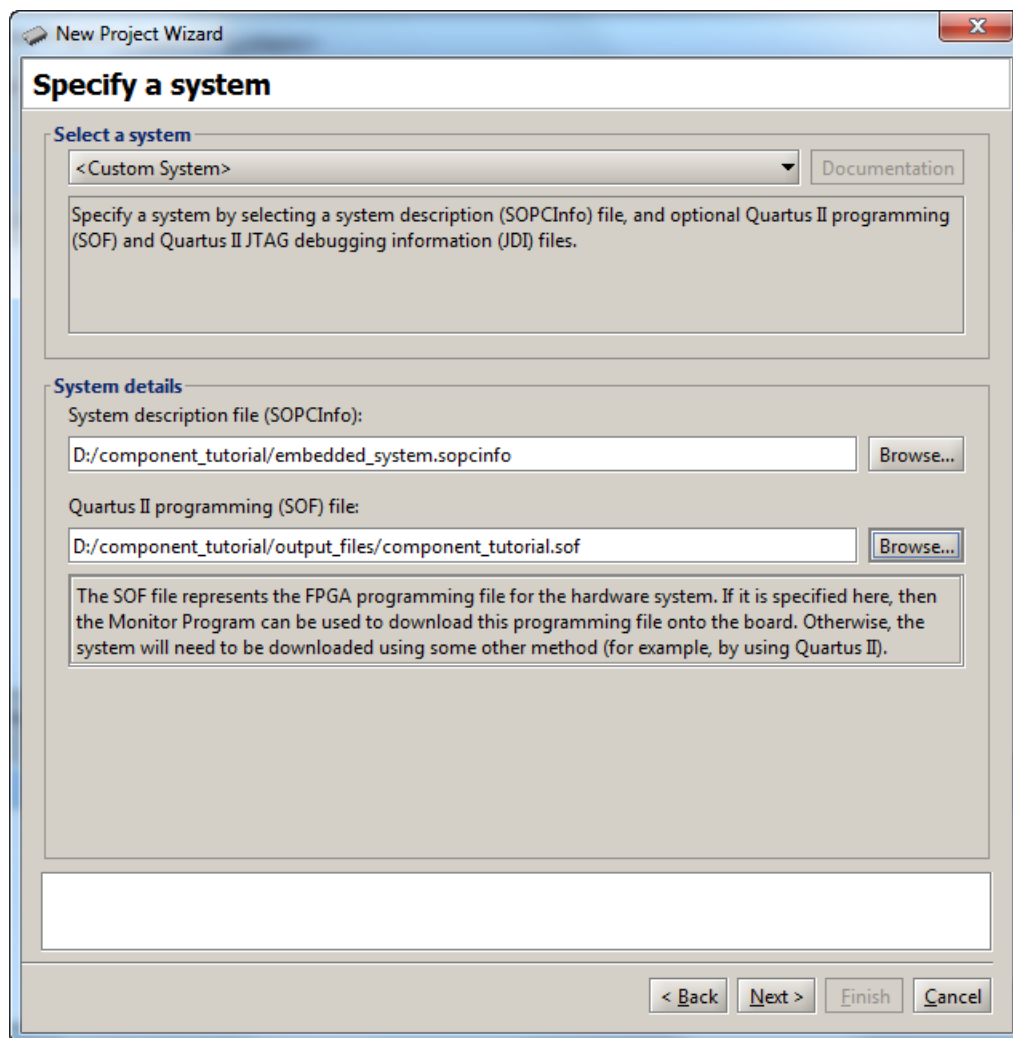 New Project Wizard
Specify a system
Select a system
<Custom System>
Documentation
Specify a system by selecting a system description (SOPCInfo) file, and optional Quartus II programming
(SOF) and Quartus II JTAG debugging information (JDI) files.
System details
System description file (SOPCInfo):
D:/component_tutorial/embedded_system.sopcinfo
Browse...
Quartus II programming (SOF) file:
D:/component_tutorial/output_files/component_tutorial.sof
Browse...
The SOF file represents the FPGA programming file for the hardware system. If it is specified here, then
the Monitor Program can be used to download this programming file onto the board. Otherwise, the
system will need to be downloaded using some other method (for example, by using Quartus II).
< Back
Next >
Finish
Cancel